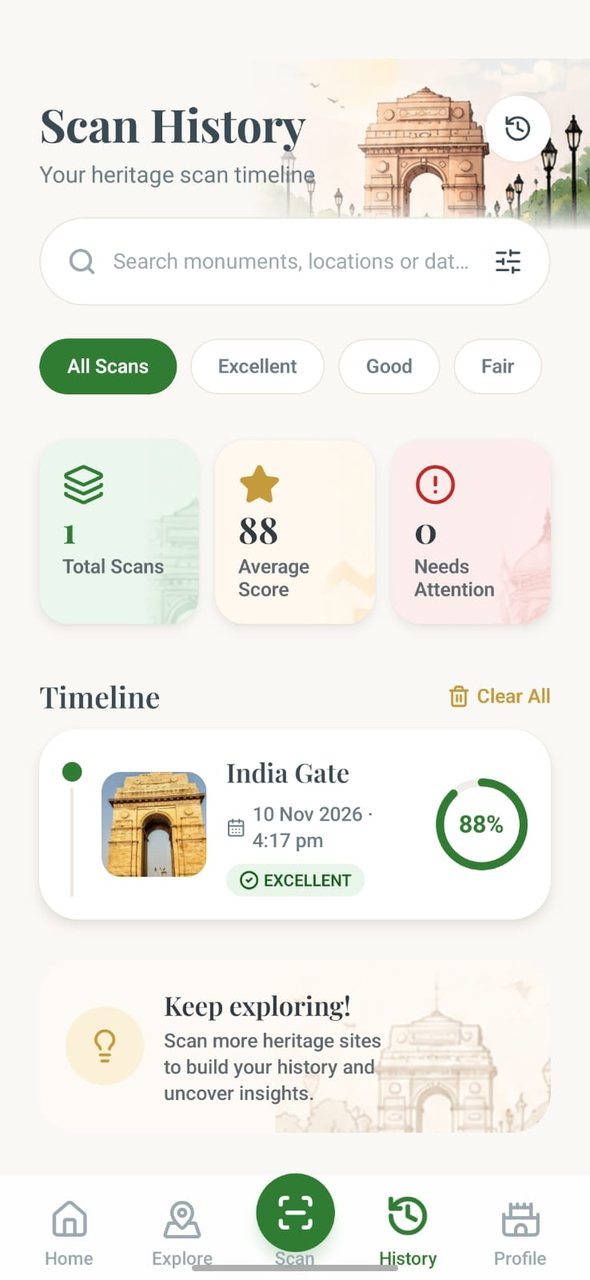 Scan History
Your heritage scan timeline
Search monuments, locations or dat...
All Scans
Excellent
Good
Fair
1
Total Scans
88
Average
Score
0
Needs
Attention
Timeline
Clear All
India Gate
10 Nov 2026 ·
4:17 pm
EXCELLENT
88%
Keep exploring!
Scan more heritage sites
to build your history and
uncover insights.
Home
Explore
Scan
History
Profile